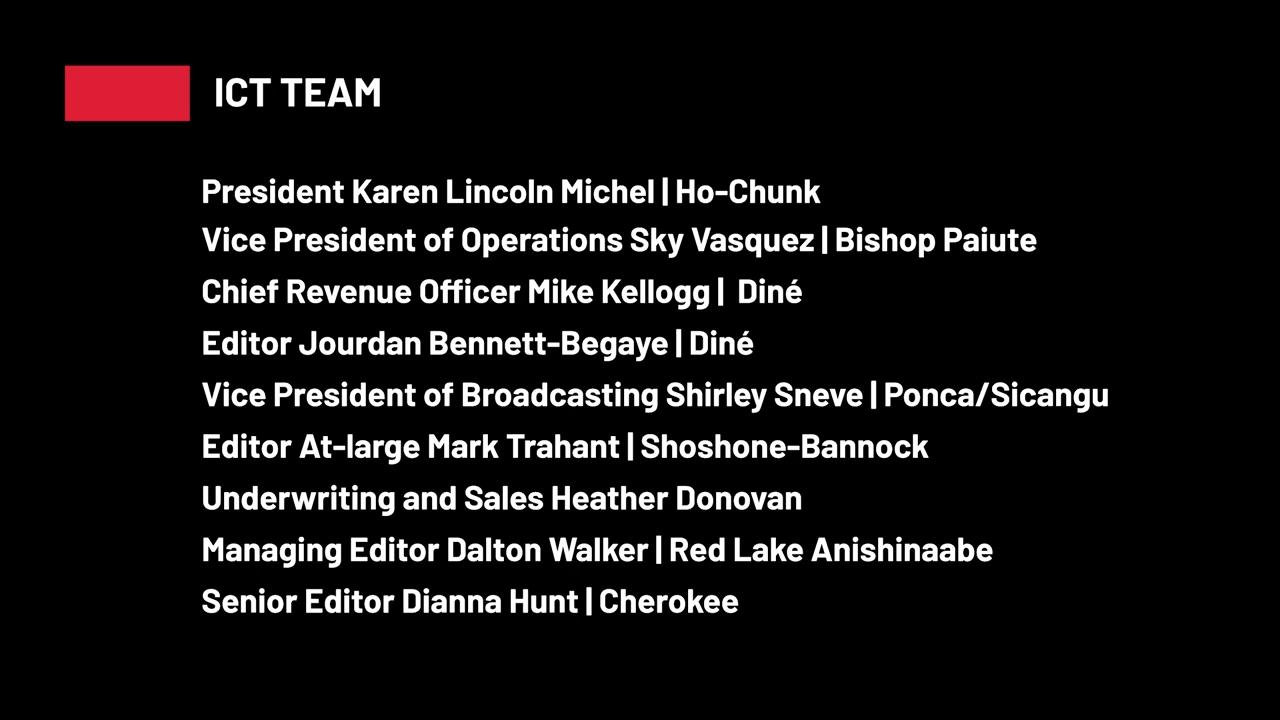 ICT TEAM
President Karen Lincoln Michel | Ho-Chunk
Vice President of Operations Sky Vasquez | Bishop Paiute
Chief Revenue Officer Mike Kellogg | Diné
Editor Jourdan Bennett-Begaye | Diné
Vice President of Broadcasting Shirley Sneve | Ponca/Sicangu
Editor At-large Mark Trahant | Shoshone-Bannock
Underwriting and Sales Heather Donovan
Managing Editor Dalton Walker | Red Lake Anishinaabe
Senior Editor Dianna Hunt | Cherokee